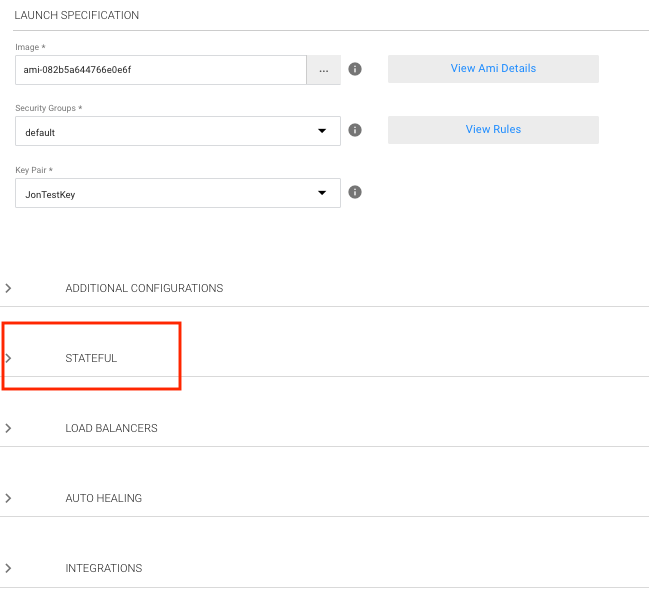 LAUNCH SPECIFICATION
Image *
ami-082b5a644766e0e6f
...
View Ami Details
Security Groups *
default
View Rules
Key Pair *
JonTestKey
ADDITIONAL CONFIGURATIONS
STATEFUL
LOAD BALANCERS
AUTO HEALING
INTEGRATIONS